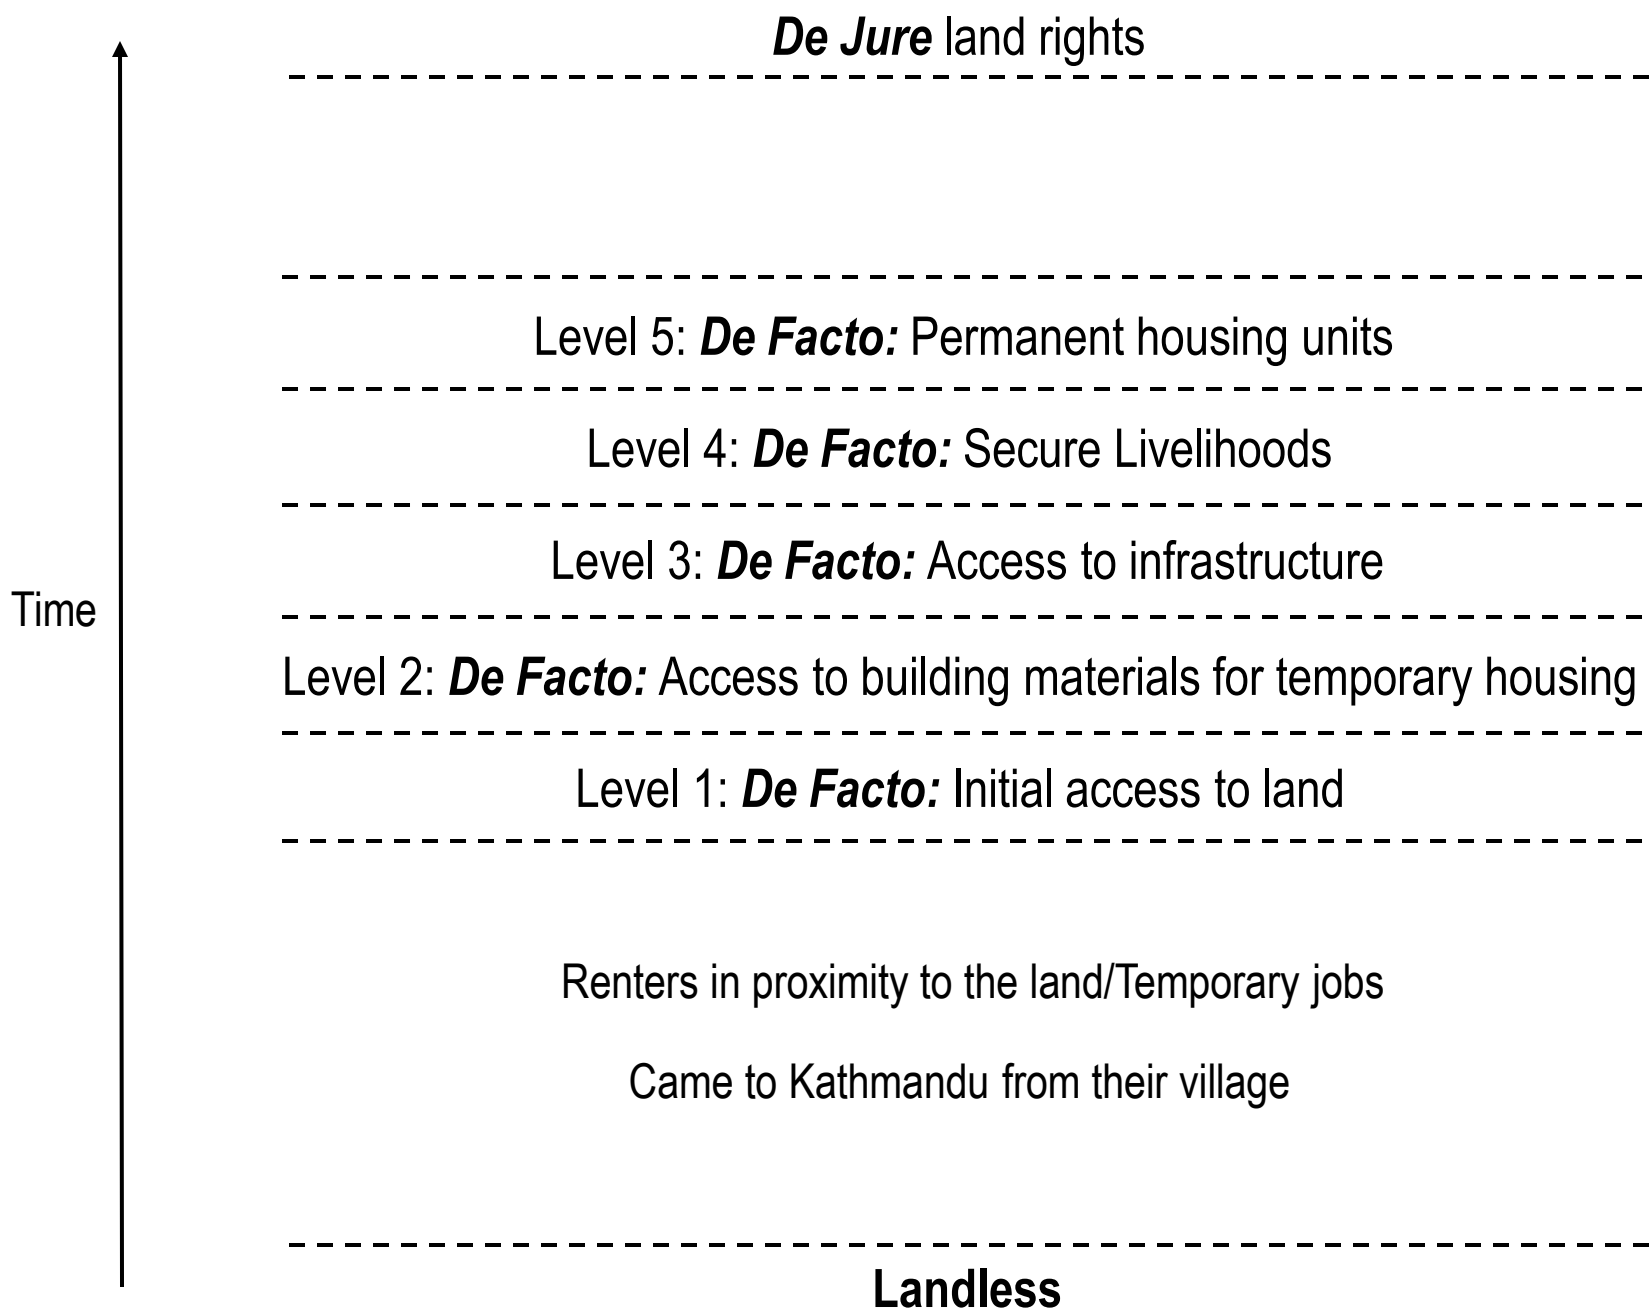 De Jure land rights
Level 5: De Facto: Permanent housing units
Level 4: De Facto: Secure Livelihoods
Level 3: De Facto: Access to infrastructure
Time
Level 2: De Facto: Access to building materials for temporary housing
Level 1: De Facto: Initial access to land
Renters in proximity to the land/Temporary jobs
Came to Kathmandu from their village
Landless